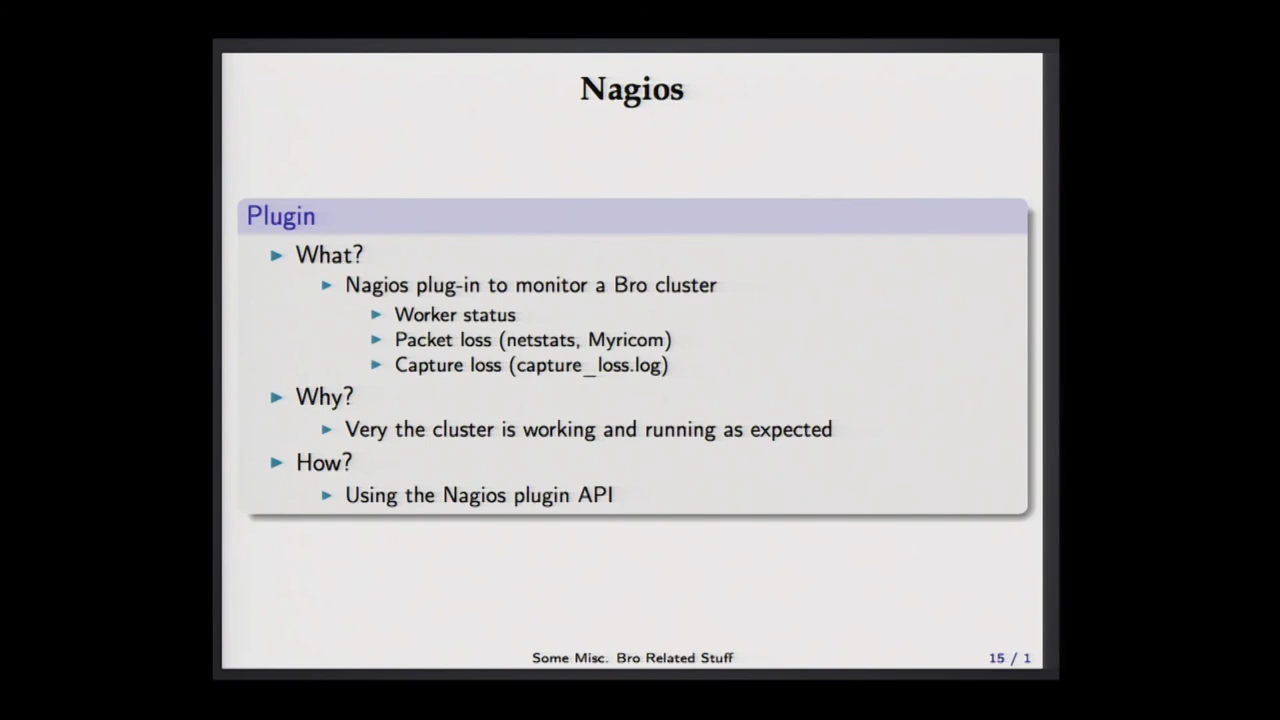 Nagios
Plugin
What?
Nagios plug-in to monitor a Bro cluster
Worker status
Packet loss (netstats, Myricom)
Capture loss (capture_loss.log)
Why?
Very the cluster is working and running as expected
How?
Using the Nagios plugin API
Some Misc. Bro Related Stuff
15 / 1